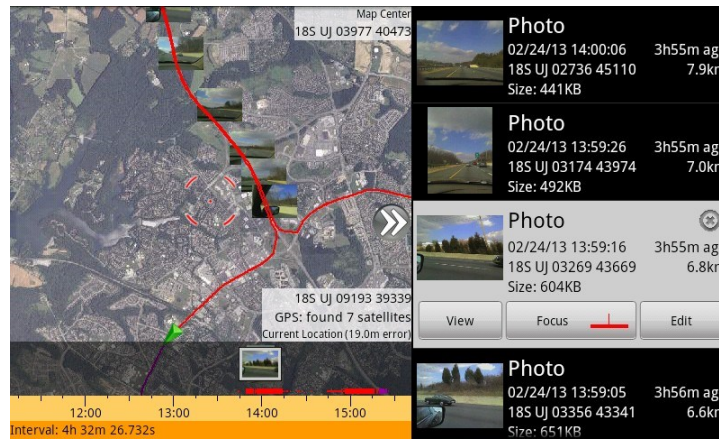 Map Center
18S UJ 03977 40473
18S UJ 09193 39339
GPS: found 7 satellites
Current Location (19.0m error)
12:00 13:00 14:00 15:00
Interval: 4h 32m 26.732s
Photo
02/24/13 14:00:06 3h55m ag
18S UJ 02736 45110 7.9km
Size: 441KB
Photo
02/24/13 13:59:26 3h55m ag
18S UJ 03174 43974 7.0km
Size: 492KB
Photo
02/24/13 13:59:16 3h55m ag
18S UJ 03269 43669 6.8km
Size: 604KB
View Focus Edit
Photo
02/24/13 13:59:05 3h56m ag
18S UJ 03356 43341 6.6km
Size: 651KB